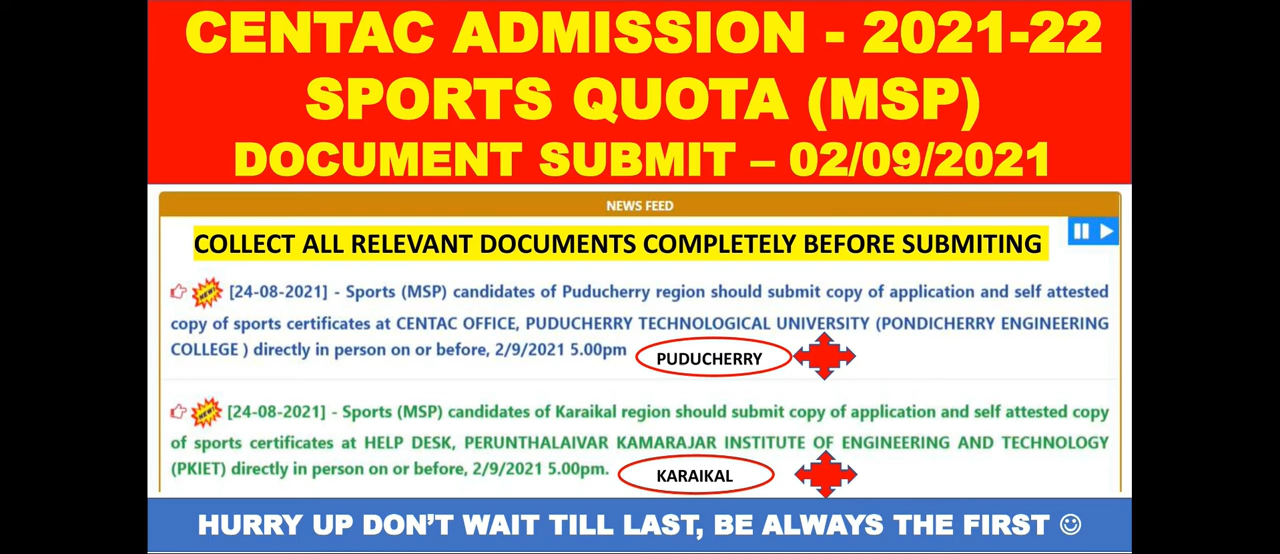 CENTAC ADMISSION - 2021-22
SPORTS QUOTA (MSP)
DOCUMENT SUBMIT – 02/09/2021
NEWS FEED
COLLECT ALL RELEVANT DOCUMENTS COMPLETELY BEFORE SUBMITING
NEW! [24-08-2021] - Sports (MSP) candidates of Puducherry region should submit copy of application and self attested
copy of sports certificates at CENTAC OFFICE, PUDUCHERRY TECHNOLOGICAL UNIVERSITY (PONDICHERRY ENGINEERING
COLLEGE ) directly in person on or before, 2/9/2021 5.00pm
PUDUCHERRY
NEW! [24-08-2021] - Sports (MSP) candidates of Karaikal region should submit copy of application and self attested copy
of sports certificates at HELP DESK, PERUNTHALAIVAR KAMARAJAR INSTITUTE OF ENGINEERING AND TECHNOLOGY
(PKIET) directly in person on or before, 2/9/2021 5.00pm.
KARAIKAL
HURRY UP DON'T WAIT TILL LAST, BE ALWAYS THE FIRST ☺